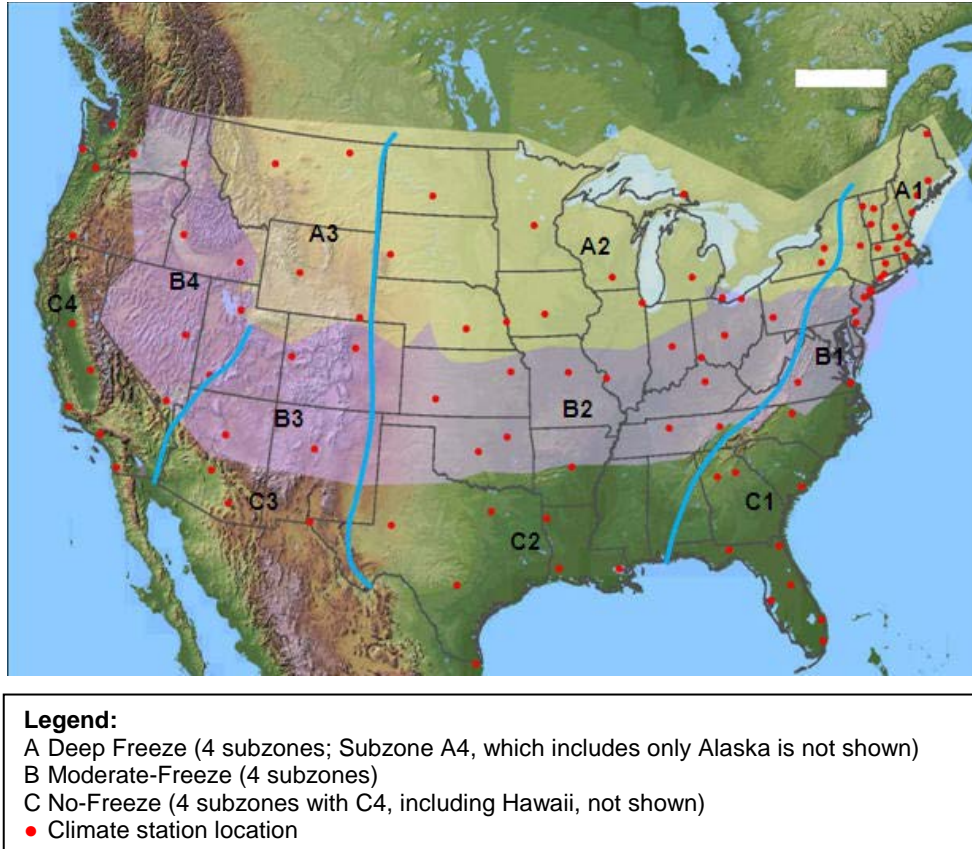 A1
A2
A3
B4
C4
B1
B2
B3
C1
C3
C2
Legend:
A Deep Freeze (4 subzones; Subzone A4, which includes only Alaska is not shown)
B Moderate-Freeze (4 subzones)
C No-Freeze (4 subzones with C4, including Hawaii, not shown)
● Climate station location